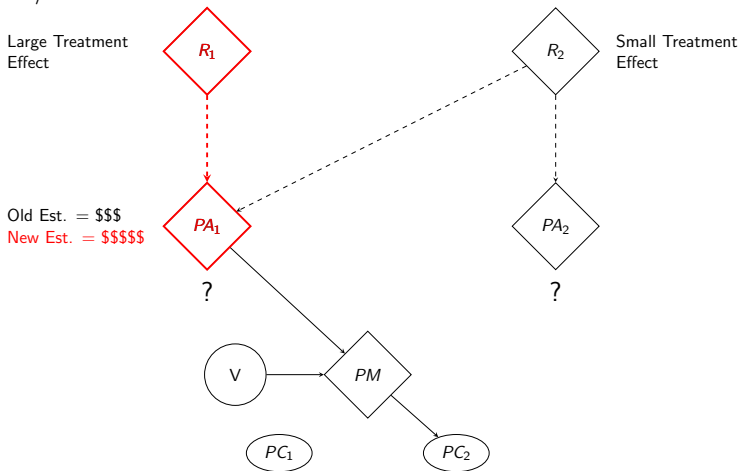 Large Treatment
Effect
R1
R2
Small Treatment
Effect
Old Est. = $$$
New Est. = $$$$$
PA1
PA2
?
?
V
PM
PC1
PC2